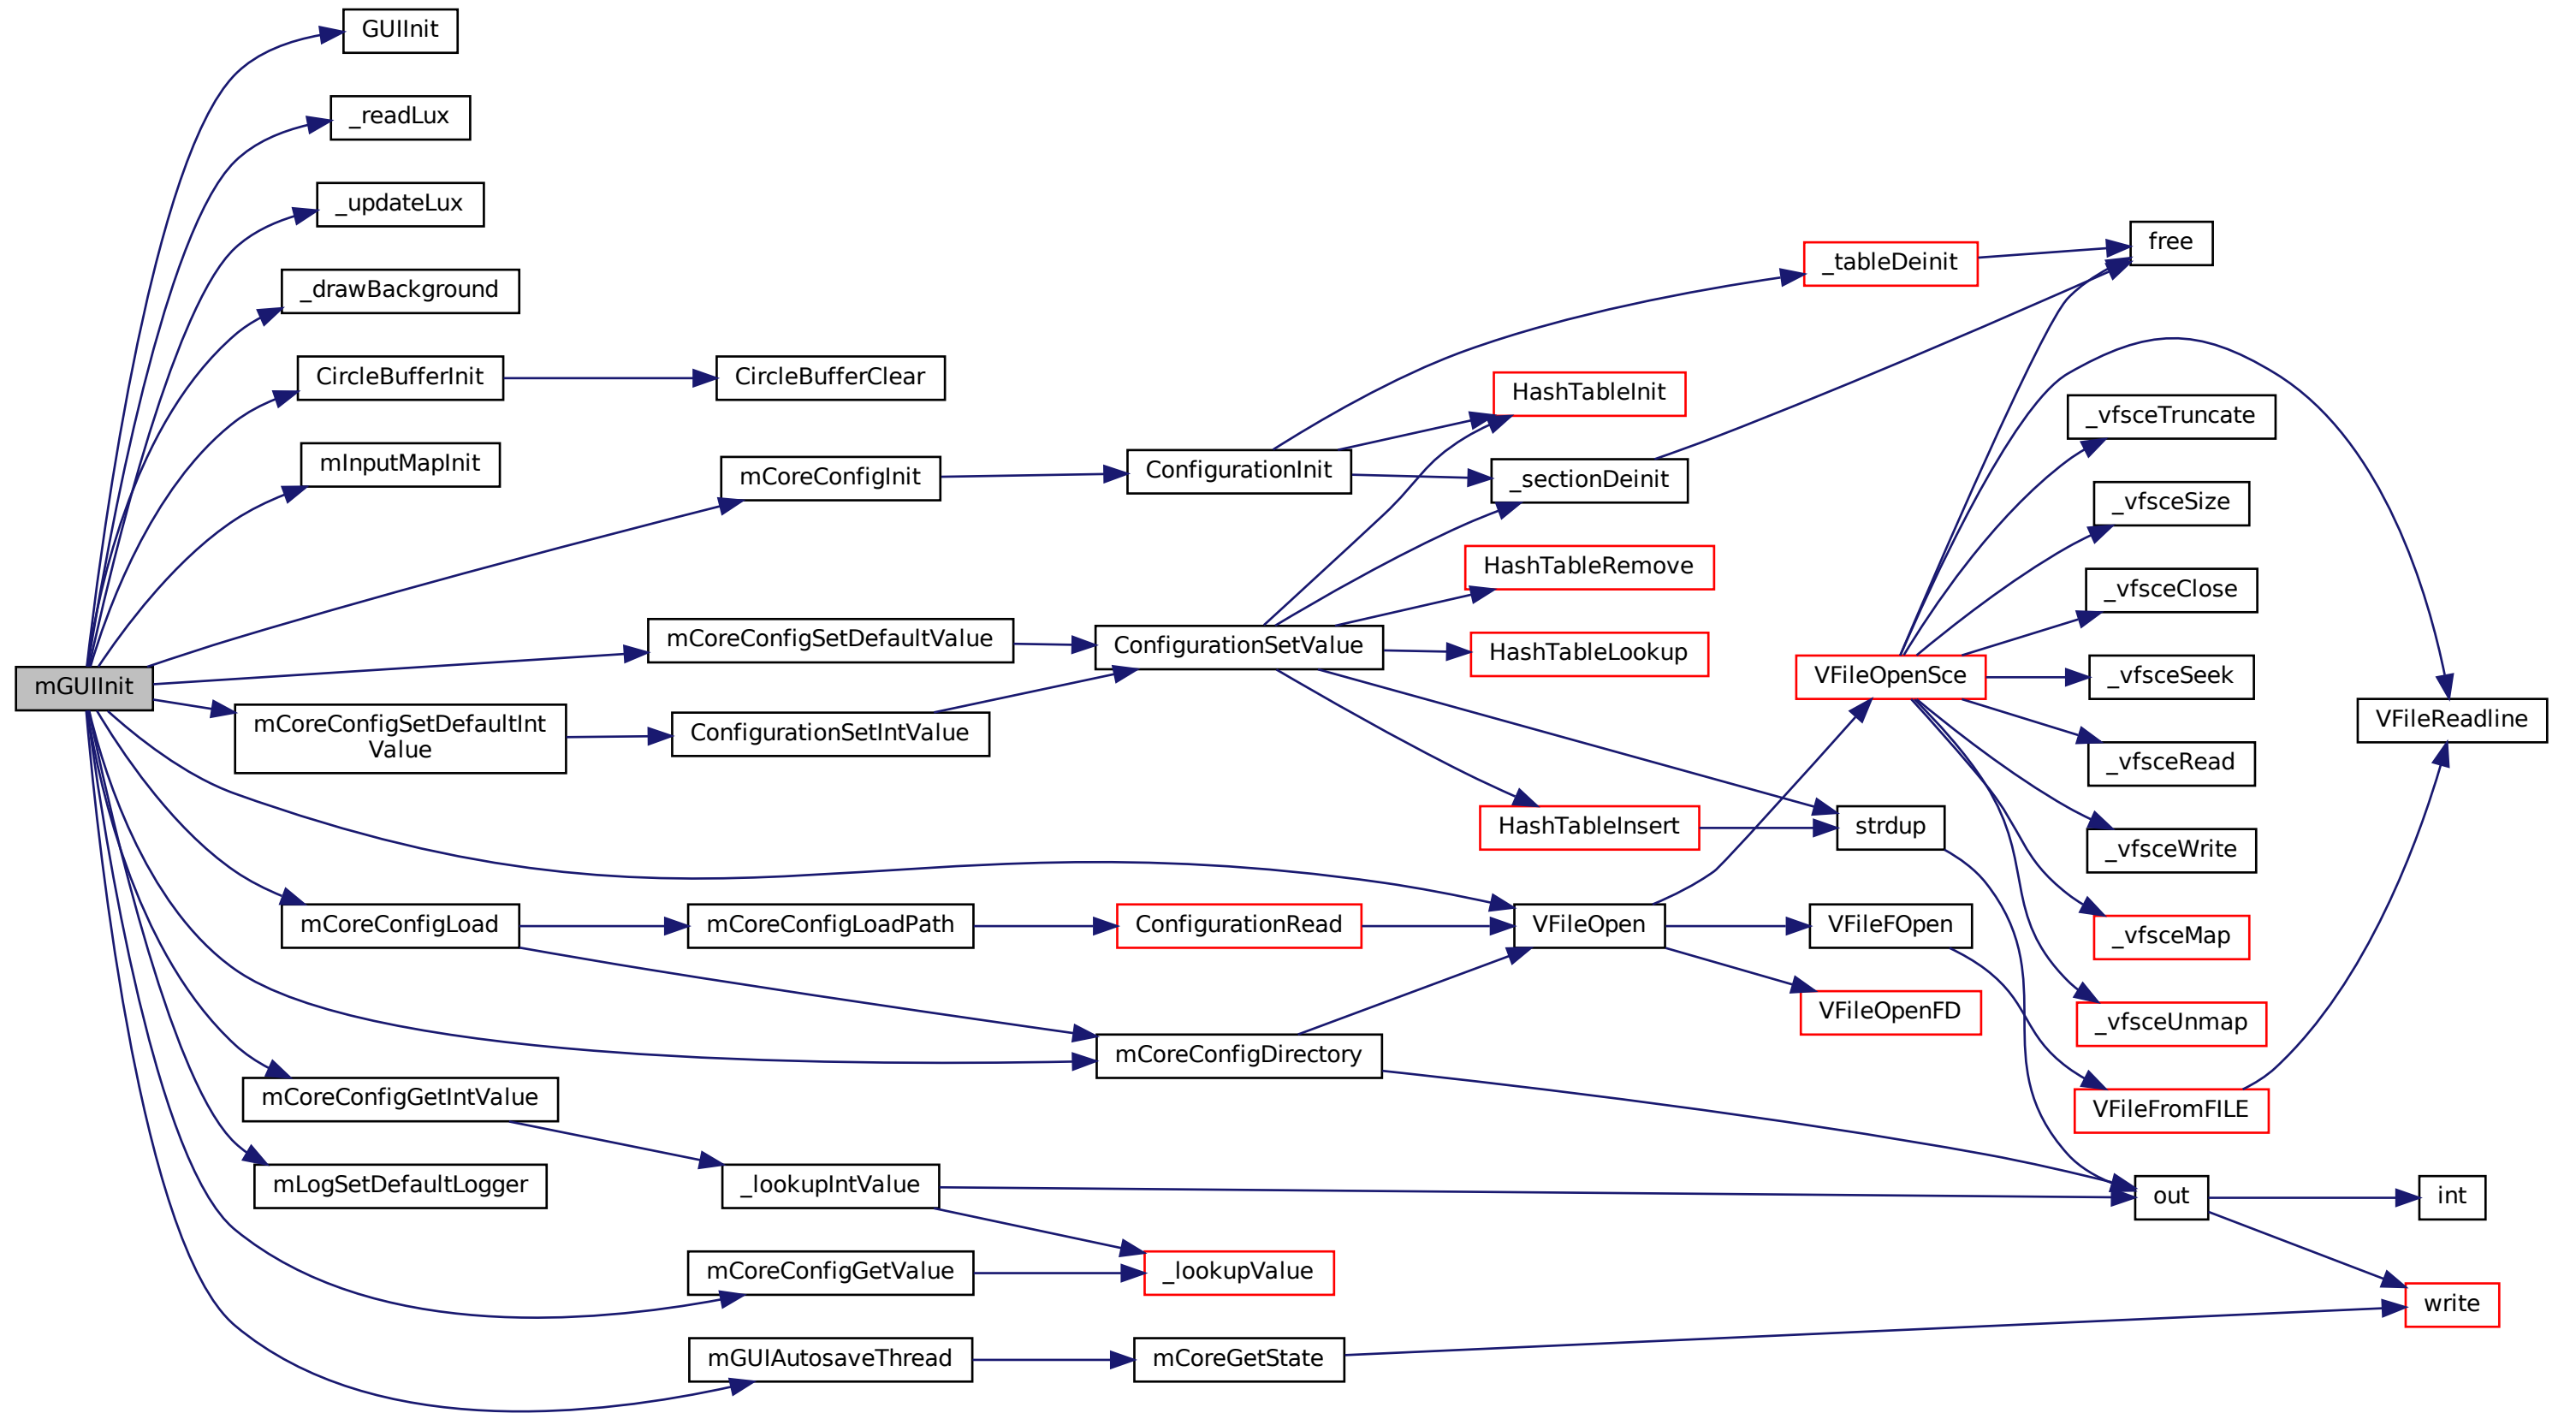 GUIInit
_readLux
_updateLux
_drawBackground
CircleBufferInit
CircleBufferClear
mInputMapInit
mCoreConfigInit
mCoreConfigSetDefaultValue
mGUIInit
mCoreConfigSetDefaultInt
Value
ConfigurationSetIntValue
mCoreConfigLoad
mCoreConfigLoadPath
mCoreConfigGetIntValue
mLogSetDefaultLogger
_lookupIntValue
mCoreConfigGetValue
mGUIAutosaveThread
ConfigurationInit
ConfigurationSetValue
ConfigurationRead
mCoreConfigDirectory
_lookupValue
mCoreGetState
HashTableInit
_sectionDeinit
HashTableRemove
HashTableLookup
HashTableInsert
VFileOpen
_tableDeinit
VFileOpenSce
strdup
VFileFOpen
VFileOpenFD
free
_vfsceTruncate
_vfsceSize
_vfsceClose
_vfsceSeek
_vfsceRead
_vfsceWrite
_vfsceMap
_vfsceUnmap
VFileFromFILE
out
VFileReadline
int
write